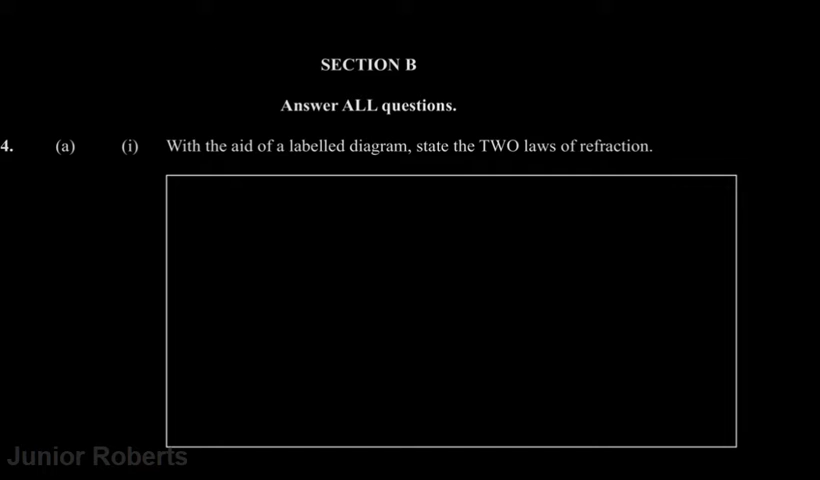 SECTION B
Answer ALL questions.
4. (a) (i) With the aid of a labelled diagram, state the TWO laws of refraction.
Junior Roberts